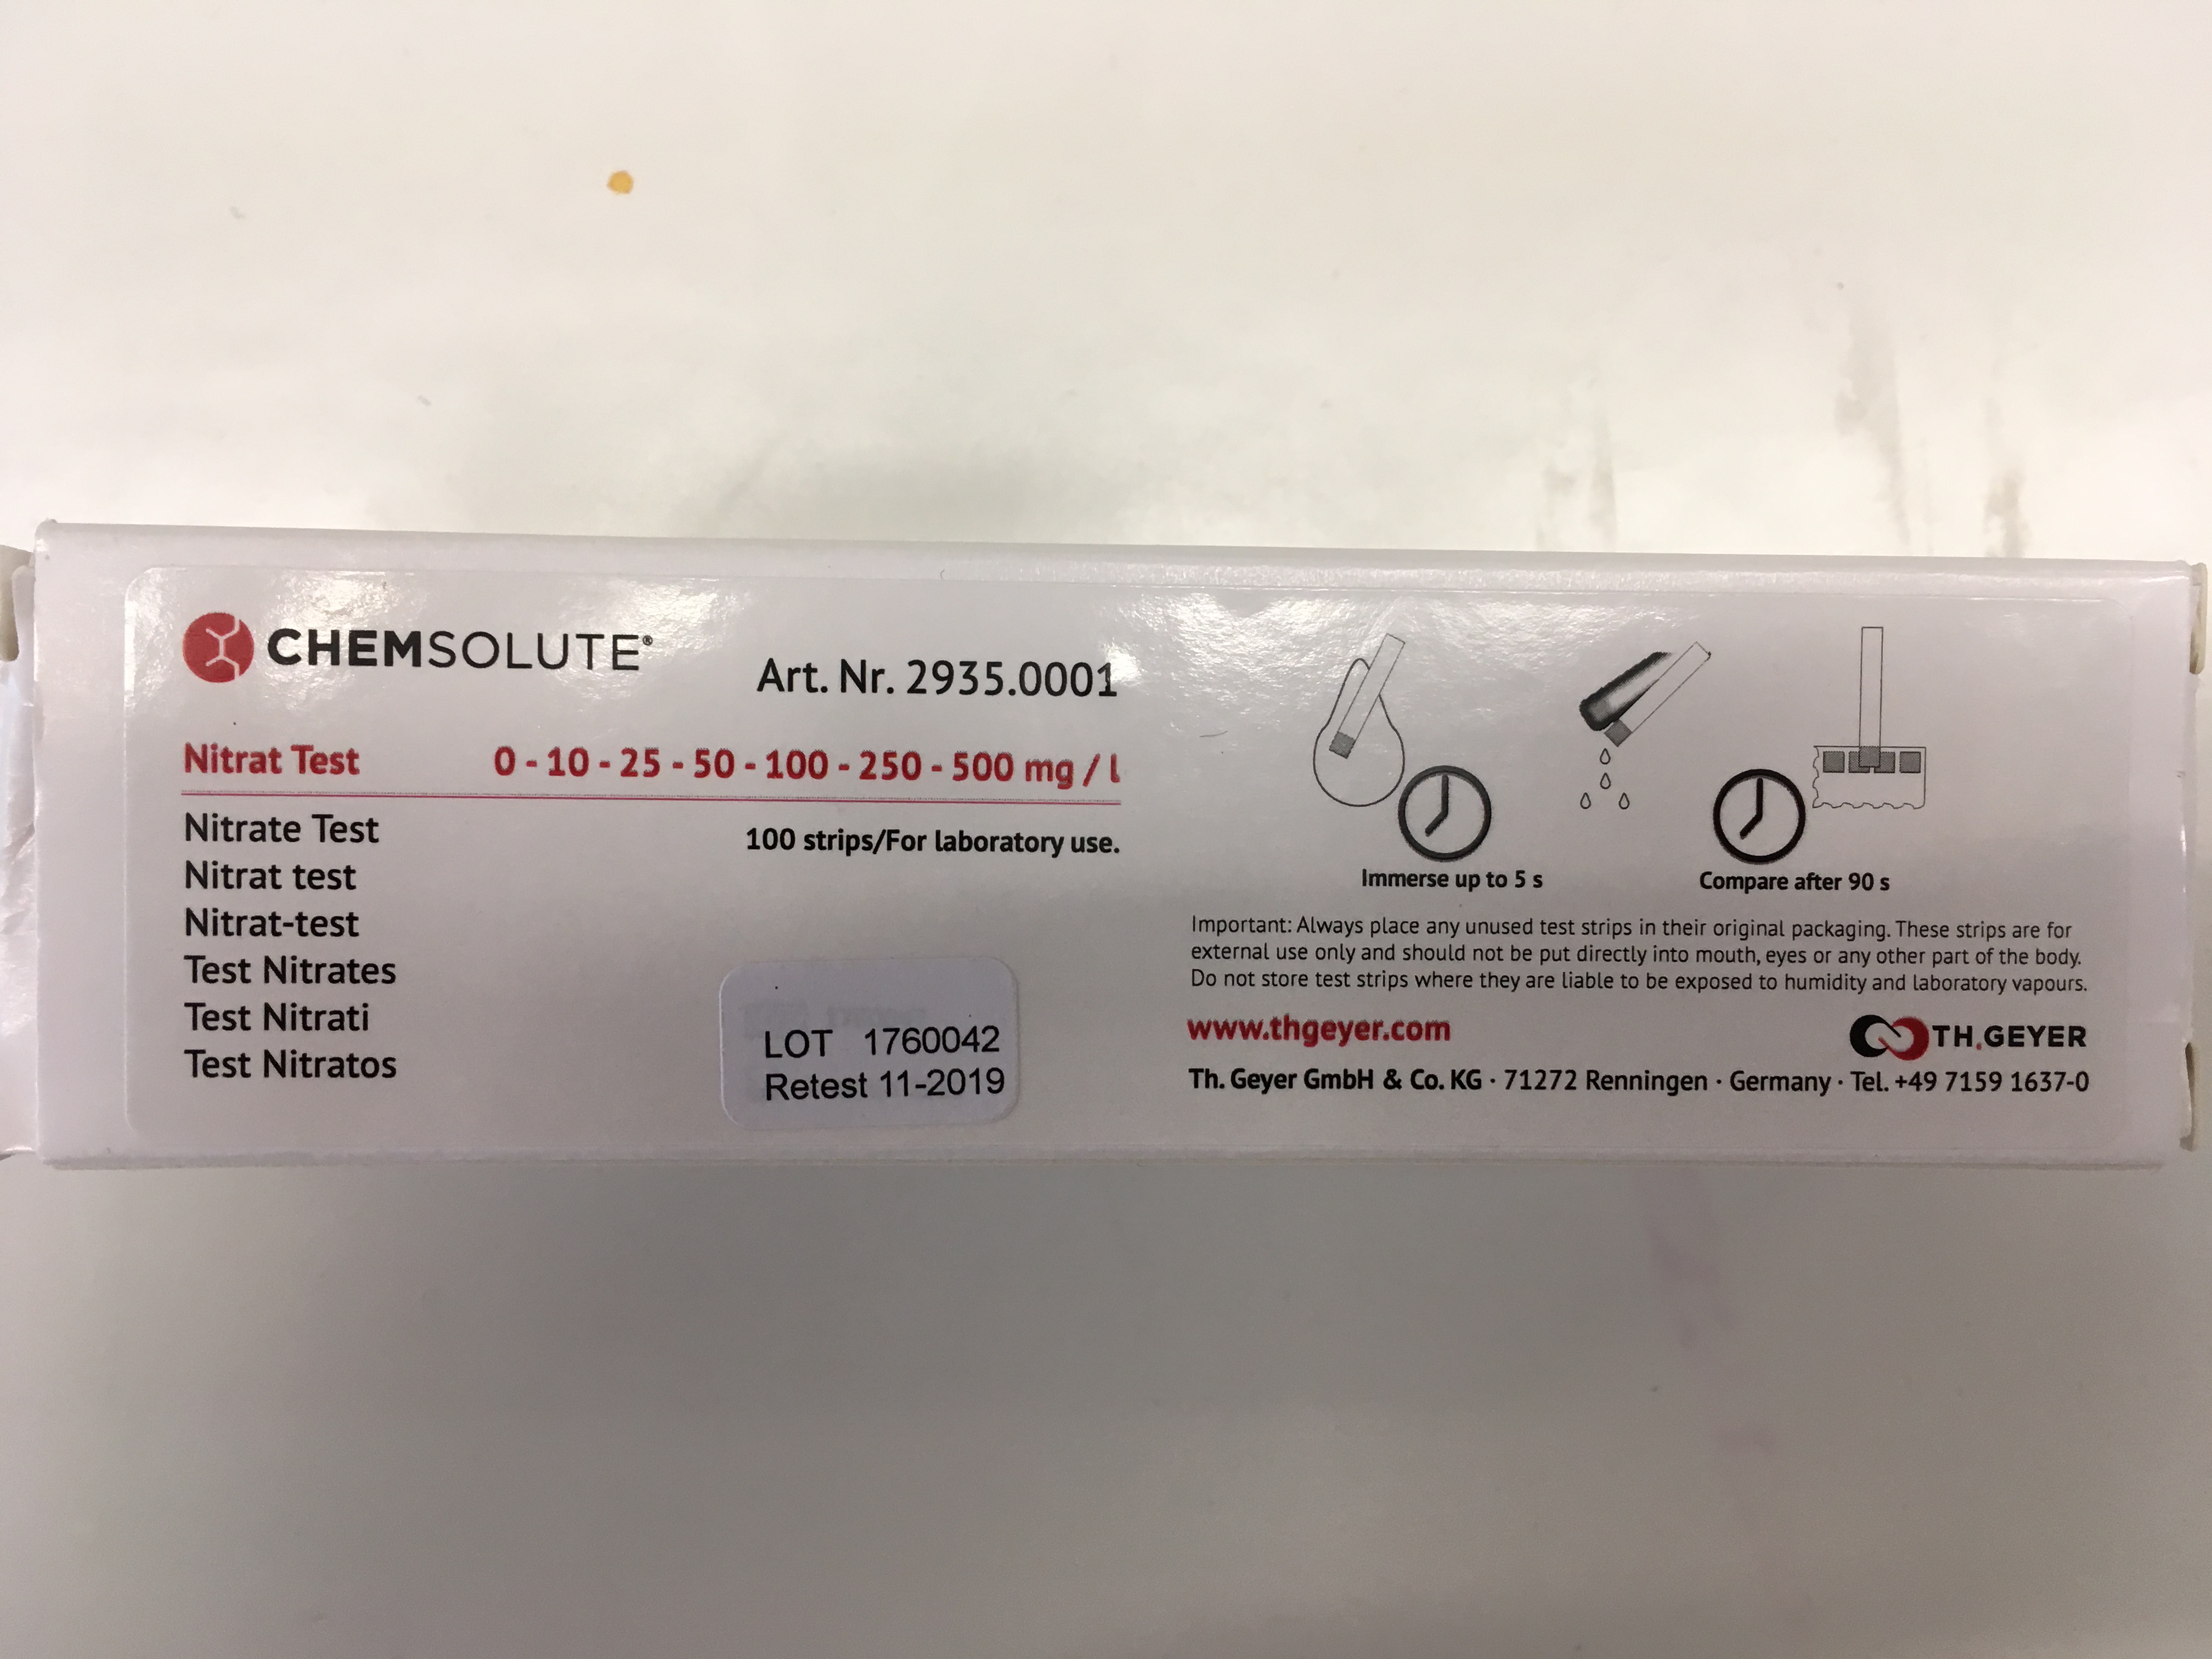 CHEMSOLUTE®
Art. Nr. 2935.0001
Nitrat Test 0 - 10 - 25 - 50 - 100 - 250 - 500 mg / l
Nitrate Test
100 strips/For laboratory use.
Nitrat test
Nitrat-test
Test Nitrates
Test Nitrati
Test Nitratos
LOT 1760042
Retest 11-2019
Immerse up to 5 s
Compare after 90 s
Important: Always place any unused test strips in their original packaging. These strips are for
external use only and should not be put directly into mouth, eyes or any other part of the body.
Do not store test strips where they are liable to be exposed to humidity and laboratory vapours.
www.thgeyer.com
TH.GEYER
Th. Geyer GmbH & Co. KG · 71272 Renningen · Germany · Tel. +49 7159 1637-0